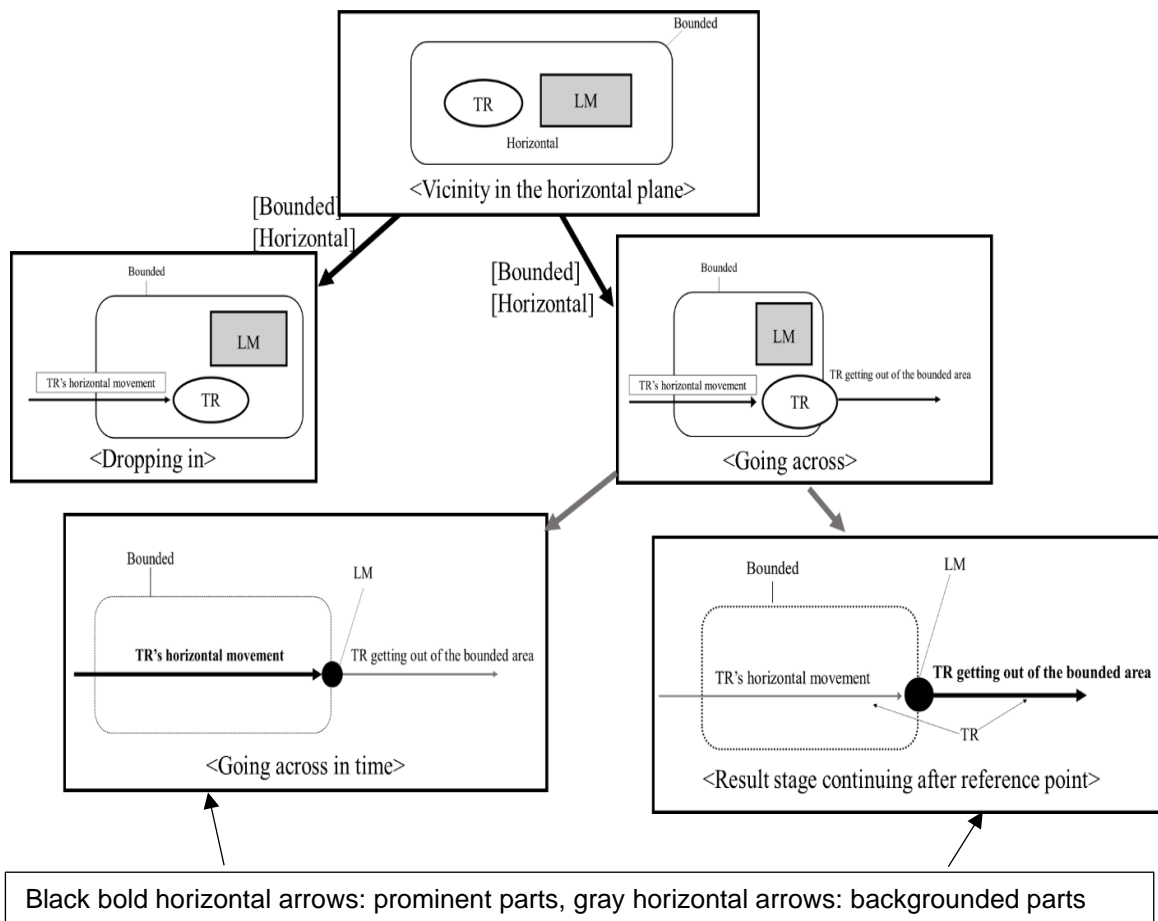 Bounded
TR
LM
Horizontal
<Vicinity in the horizontal plane>
[Bounded]
[Horizontal]
[Bounded]
[Horizontal]
Bounded
LM
TR's horizontal movement
TR
<Dropping in>
Bounded
LM
TR's horizontal movement
TR
TR getting out of the bounded area
<Going across>
Bounded
LM
TR's horizontal movement
TR getting out of the bounded area
<Going across in time>
Bounded
LM
TR's horizontal movement
TR getting out of the bounded area
TR
<Result stage continuing after reference point>
Black bold horizontal arrows: prominent parts, gray horizontal arrows: backgrounded parts